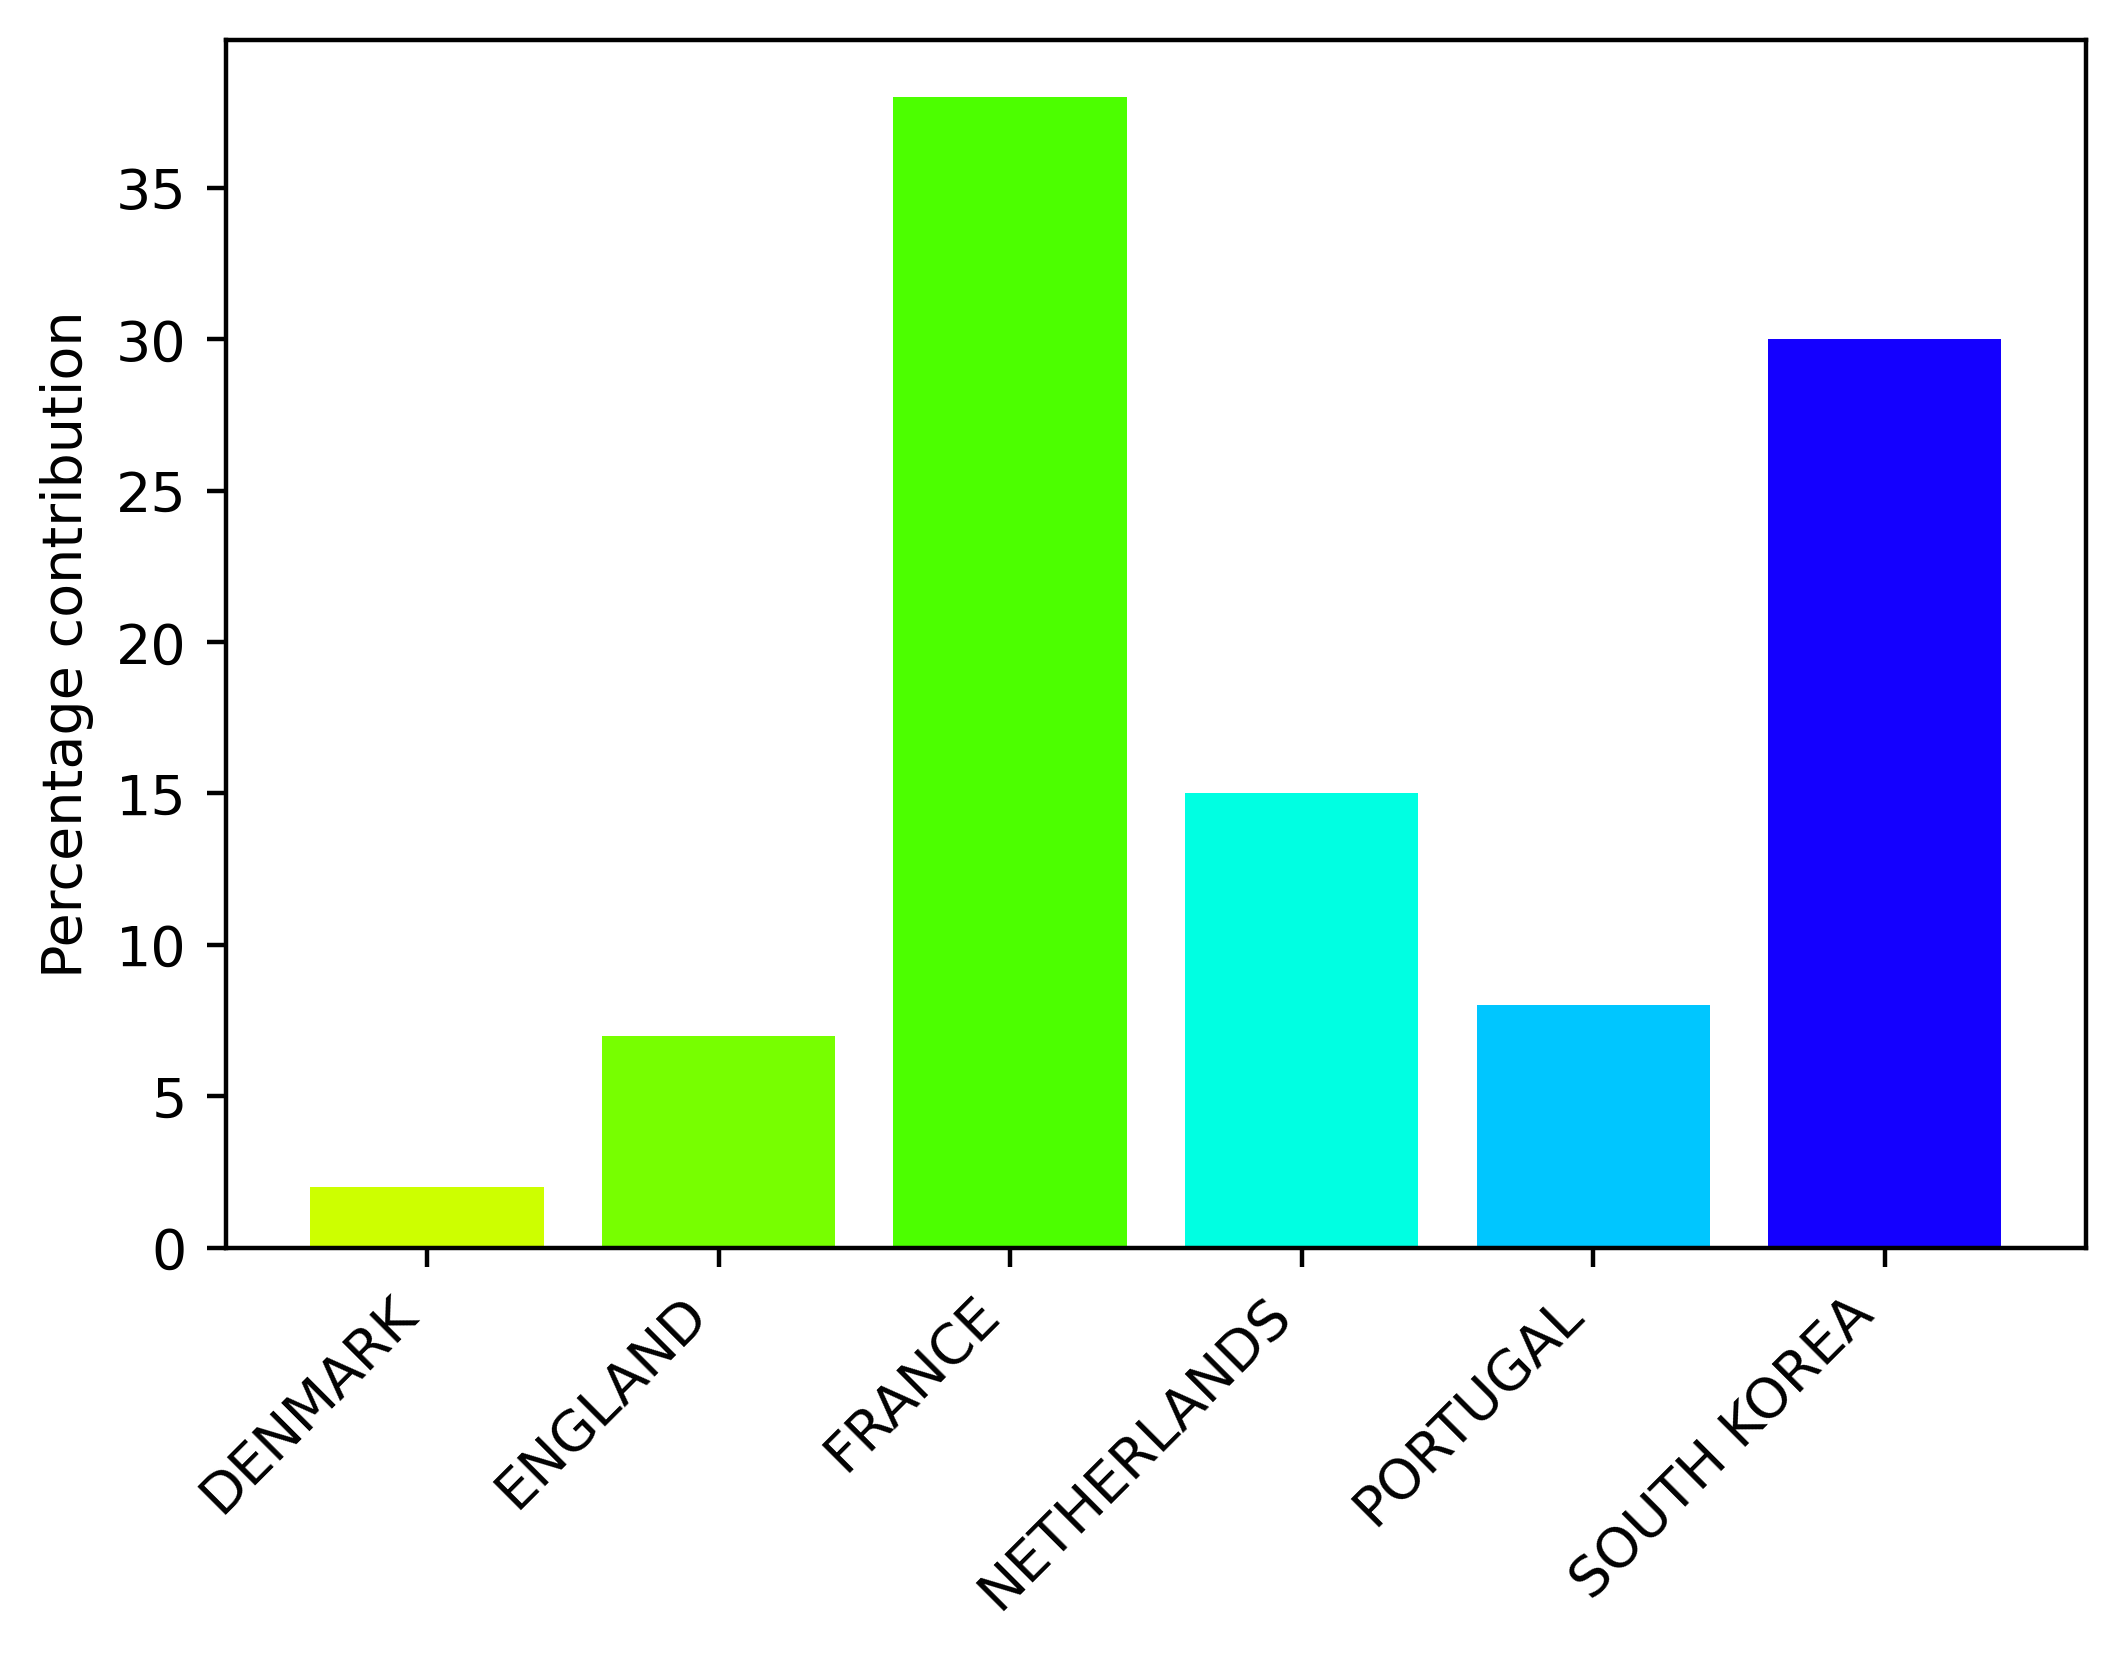 Percentage contribution
35
30
25
20
15
10
5
0
DENMARK
ENGLAND
FRANCE
NETHERLANDS
PORTUGAL
SOUTH KOREA